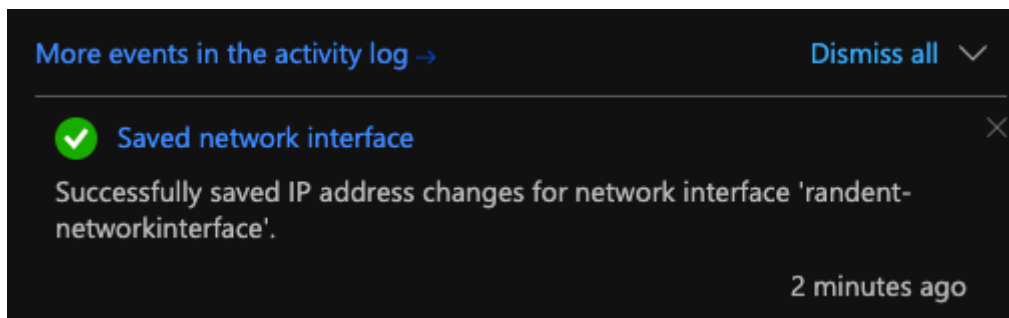 More events in the activity log →
Dismiss all
Saved network interface
Successfully saved IP address changes for network interface 'randent-
networkinterface'.
2 minutes ago